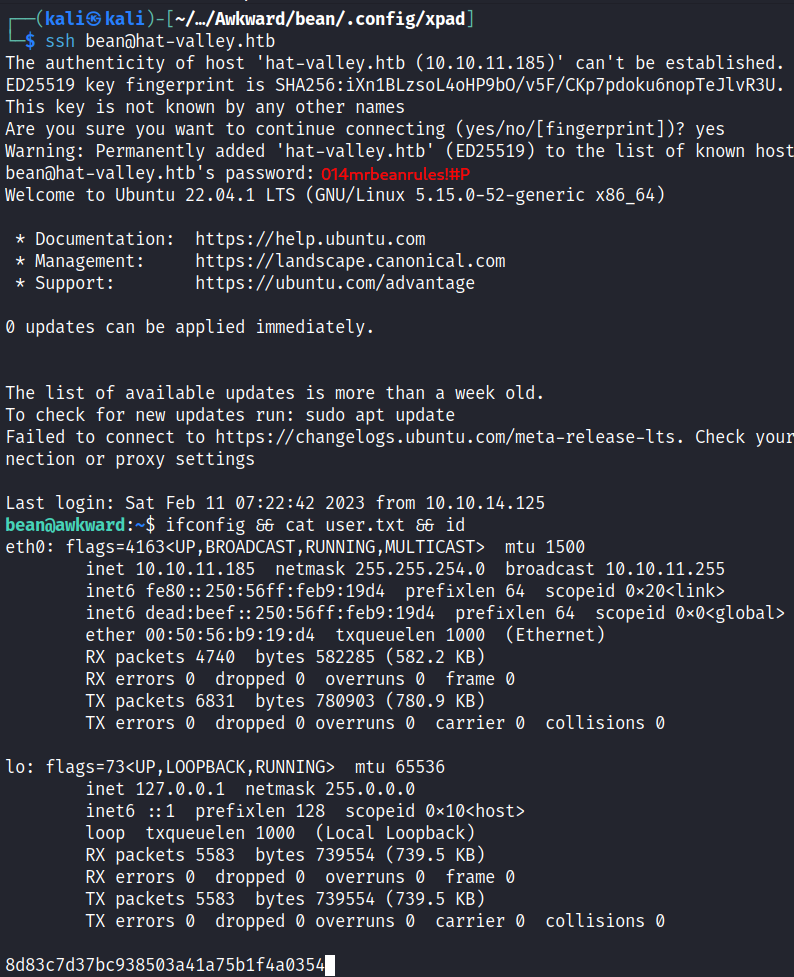 ┌──(kali㉿kali)-[~/…/Awkward/bean/.config/xpad]
└─$ ssh bean@hat-valley.htb
The authenticity of host 'hat-valley.htb (10.10.11.185)' can't be established.
ED25519 key fingerprint is SHA256:iXn1BLzsoL4oHP9bO/v5F/CKp7pdoku6nopTeJlvR3U.
This key is not known by any other names
Are you sure you want to continue connecting (yes/no/[fingerprint])? yes
Warning: Permanently added 'hat-valley.htb' (ED25519) to the list of known host
bean@hat-valley.htb's password: 014mrbeanrules!#P
Welcome to Ubuntu 22.04.1 LTS (GNU/Linux 5.15.0-52-generic x86_64)
* Documentation:  https://help.ubuntu.com
* Management:     https://landscape.canonical.com
* Support:        https://ubuntu.com/advantage
0 updates can be applied immediately.
The list of available updates is more than a week old.
To check for new updates run: sudo apt update
Failed to connect to https://changelogs.ubuntu.com/meta-release-lts. Check your
nection or proxy settings
Last login: Sat Feb 11 07:22:42 2023 from 10.10.14.125
bean@awkward:~$ ifconfig && cat user.txt && id
eth0: flags=4163<UP,BROADCAST,RUNNING,MULTICAST>  mtu 1500
inet 10.10.11.185  netmask 255.255.254.0  broadcast 10.10.11.255
inet6 fe80::250:56ff:feb9:19d4  prefixlen 64  scopeid 0×20<link>
inet6 dead:beef::250:56ff:feb9:19d4  prefixlen 64  scopeid 0×0<global>
ether 00:50:56:b9:19:d4  txqueuelen 1000  (Ethernet)
RX packets 4740  bytes 582285 (582.2 KB)
RX errors 0  dropped 0  overruns 0  frame 0
TX packets 6831  bytes 780903 (780.9 KB)
TX errors 0  dropped 0 overruns 0  carrier 0  collisions 0
lo: flags=73<UP,LOOPBACK,RUNNING>  mtu 65536
inet 127.0.0.1  netmask 255.0.0.0
inet6 ::1  prefixlen 128  scopeid 0×10<host>
loop  txqueuelen 1000  (Local Loopback)
RX packets 5583  bytes 739554 (739.5 KB)
RX errors 0  dropped 0  overruns 0  frame 0
TX packets 5583  bytes 739554 (739.5 KB)
TX errors 0  dropped 0 overruns 0  carrier 0  collisions 0
8d83c7d37bc938503a41a75b1f4a0354